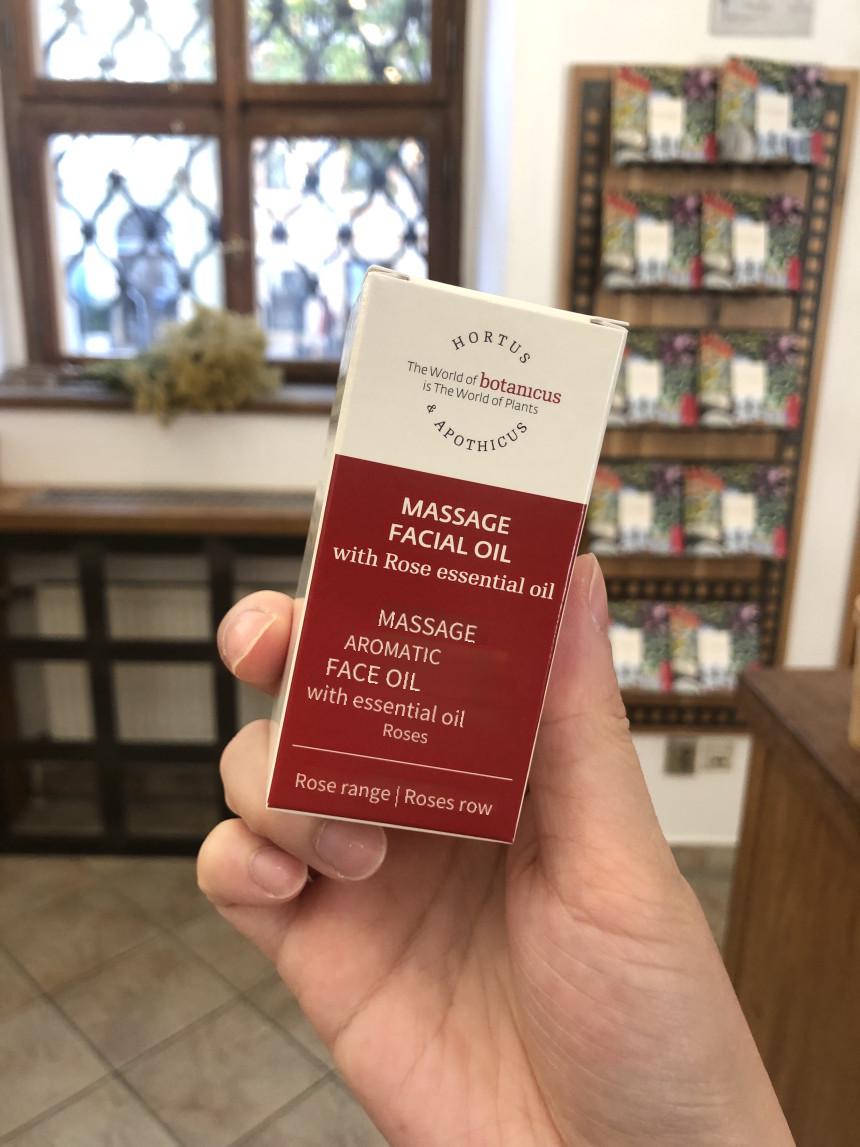 HORTUS
The World of botanicus
is The World of Plants
& APOTHICUS
MASSAGE
FACIAL OIL
with Rose essential oil
MASSAGE
AROMATIC
FACE OIL
with essential oil
Roses
Rose range | Roses row